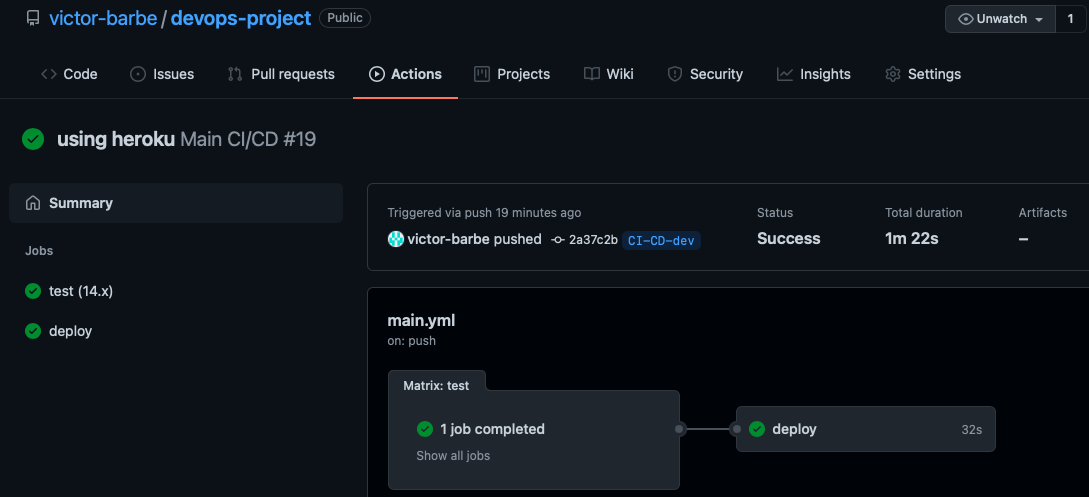 victor-barbe / devops-project Public Unwatch 1
Code Issues Pull requests Actions Projects Wiki Security Insights Settings
using heroku Main CI/CD #19
Summary
Jobs
test (14.x)
deploy
Triggered via push 19 minutes ago Status Total duration Artifacts
victor-barbe pushed 2a37c2b CI-CD-dev Success 1m 22s –
main.yml
on: push
Matrix: test
1 job completed
Show all jobs
deploy 32s